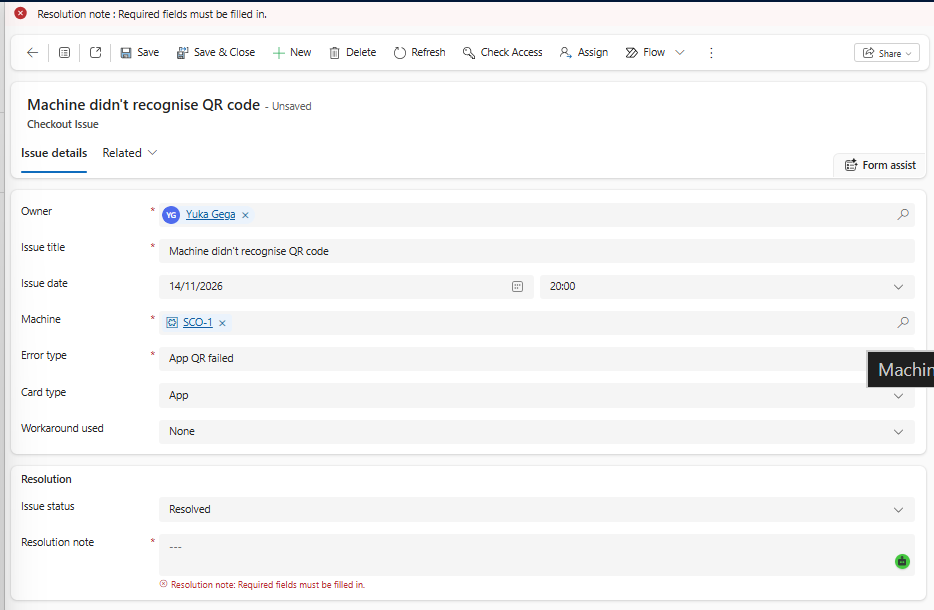 Resolution note : Required fields must be filled in.
Save Save & Close New Delete Refresh Check Access Assign Flow Share
Machine didn't recognise QR code - Unsaved
Checkout Issue
Issue details Related
Form assist
Owner * YG Yuka Gega
Issue title * Machine didn't recognise QR code
Issue date 14/11/2026 20:00
Machine * SCO-1
Error type * App QR failed
Machin
Card type App
Workaround used None
Resolution
Issue status Resolved
Resolution note * ---
Resolution note: Required fields must be filled in.